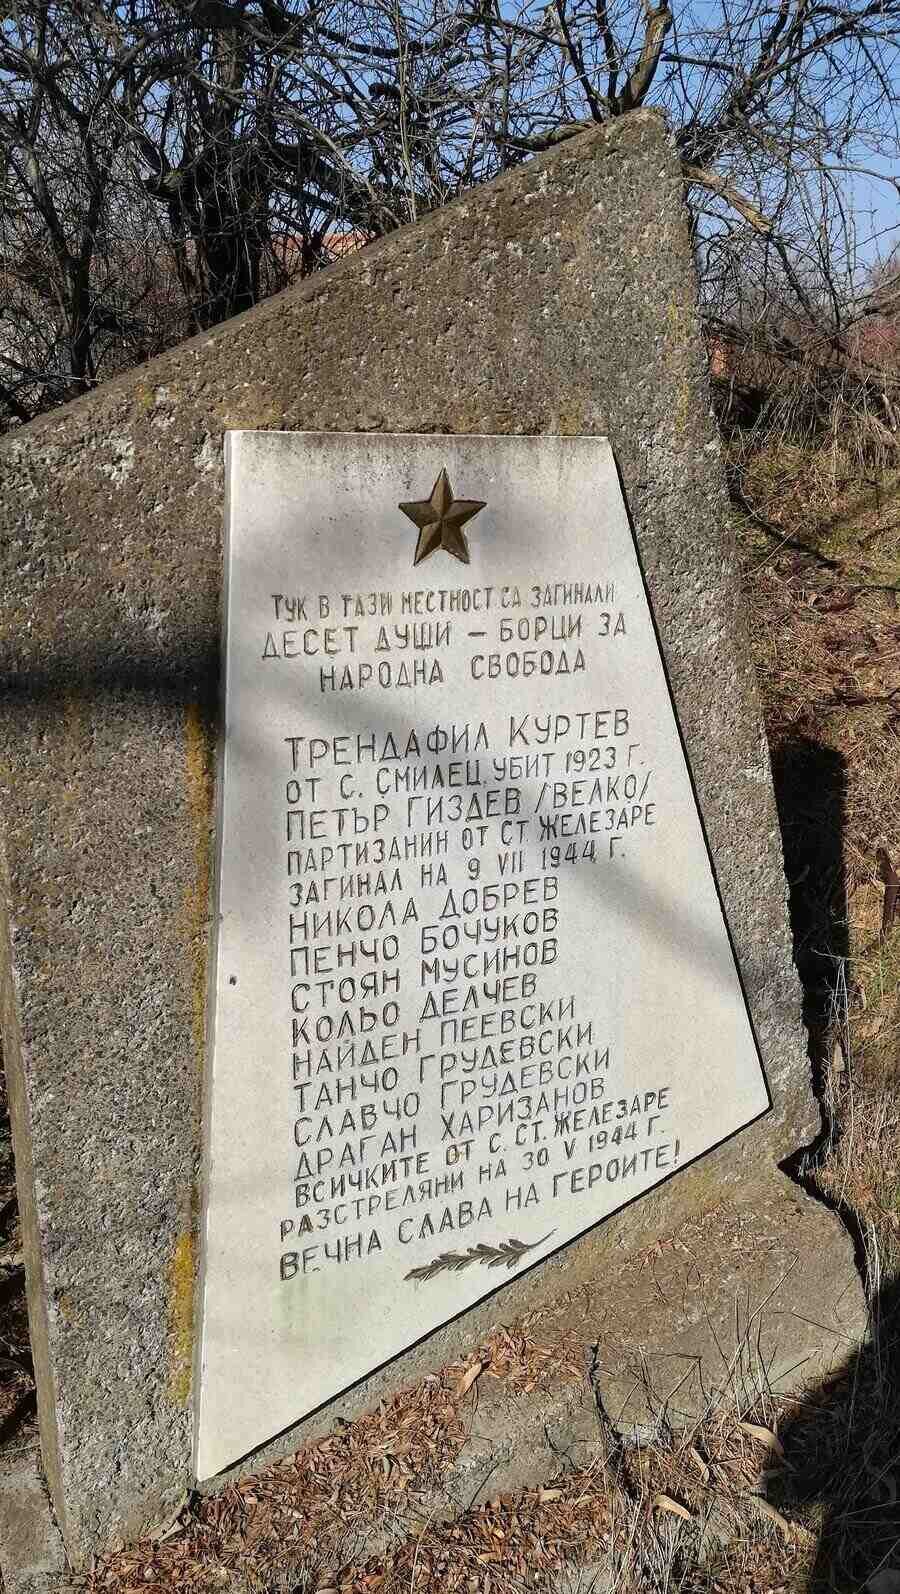 ТУК В ТАЗИ МЕСТНОСТ СА ЗАГИНАЛИ
ДЕСЕТ ДУШИ – БОРЦИ ЗА
НАРОДНА СВОБОДА
ТРЕНДАФИЛ КУРТЕВ
ОТ С. СМИЛЕЦ, УБИТ 1923 Г.
ПЕТЪР ГИЗДЕВ /ВЕЛКО/
ПАРТИЗАНИН ОТ СТ. ЖЕЛЕЗАРЕ
ЗАГИНАЛ НА 9 VII 1944 Г.
НИКОЛА ДОБРЕВ
ПЕНЧО БОЧУКОВ
СТОЯН МУСИНОВ
КОЛЬО ДЕЛЧЕВ
НАЙДЕН ПЕЕВСКИ
ТАНЧО ГРУДЕВСКИ
СЛАВЧО ГРУДЕВСКИ
ДРАГАН ХАРИЗАНОВ
ВСИЧКИТЕ ОТ С. СТ. ЖЕЛЕЗАРЕ
РАЗСТРЕЛЯНИ НА 30 V 1944 Г.
ВЕЧНА СЛАВА НА ГЕРОИТЕ!